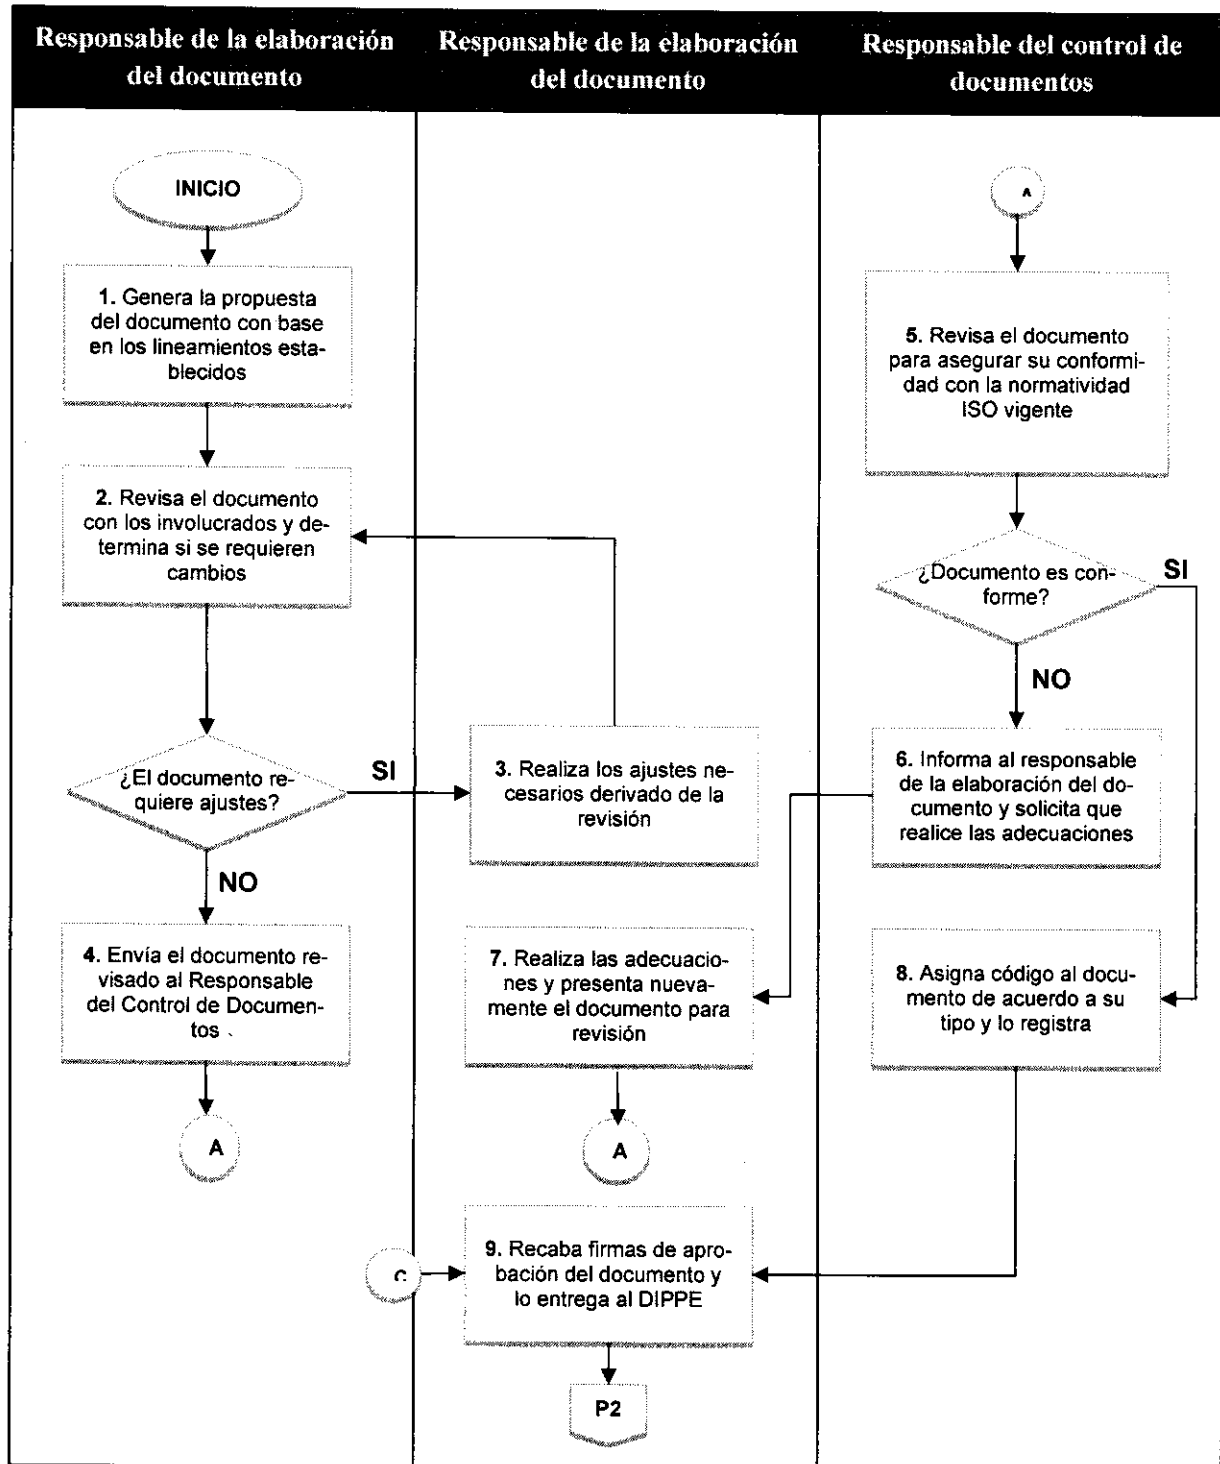 Responsable de la elaboración
del documento
Responsable de la elaboración
del documento
Responsable del control de
documentos
INICIO
1. Genera la propuesta
del documento con base
en los lineamientos esta-
blecidos
2. Revisa el documento
con los involucrados y de-
termina si se requieren
cambios
¿El documento re-
quiere ajustes?
SI
NO
4. Envía el documento re-
visado al Responsable
del Control de Documen-
tos
A
3. Realiza los ajustes ne-
cesarios derivado de la
revisión
7. Realiza las adecuacio-
nes y presenta nueva-
mente el documento para
revisión
A
C
9. Recaba firmas de apro-
bación del documento y
lo entrega al DIPPE
P2
A
5. Revisa el documento
para asegurar su conformi-
dad con la normatividad
ISO vigente
¿Documento es con-
forme?
SI
NO
6. Informa al responsable
de la elaboración del do-
cumento y solicita que
realice las adecuaciones
8. Asigna código al docu-
mento de acuerdo a su
tipo y lo registra